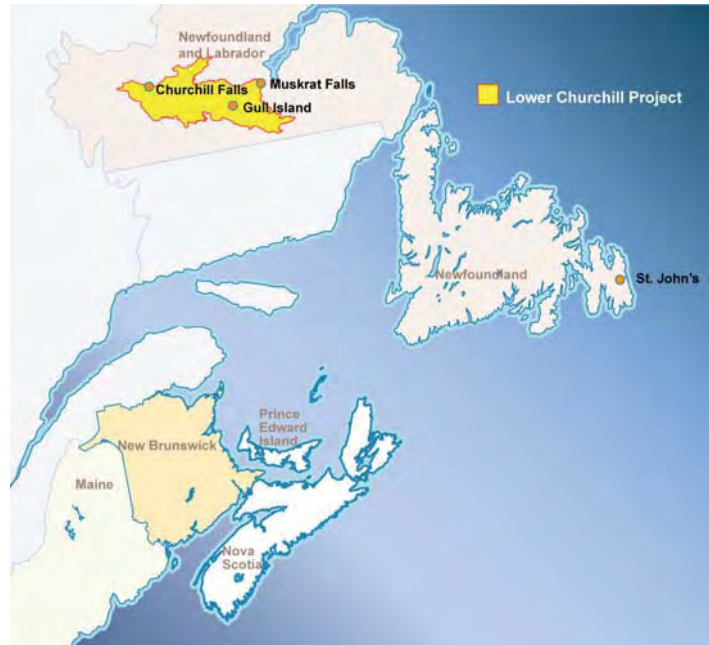 Newfoundland
and Labrador
Churchill Falls
Muskrat Falls
Gull Island
Lower Churchill Project
Newfoundland
St. John's
Prince
Edward
Island
New Brunswick
Maine
Nova
Scotia